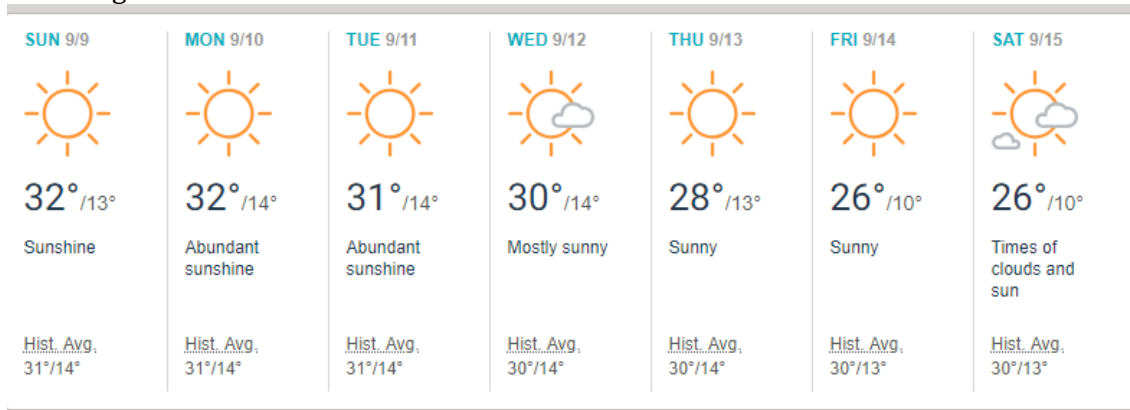 SUN 9/9
32°/13°
Sunshine
Hist. Avg.
31°/14°
MON 9/10
32°/14°
Abundant
sunshine
Hist. Avg.
31°/14°
TUE 9/11
31°/14°
Abundant
sunshine
Hist. Avg.
31°/14°
WED 9/12
30°/14°
Mostly sunny
Hist. Avg.
30°/14°
THU 9/13
28°/13°
Sunny
Hist. Avg.
30°/14°
FRI 9/14
26°/10°
Sunny
Hist. Avg.
30°/13°
SAT 9/15
26°/10°
Times of
clouds and
sun
Hist. Avg.
30°/13°